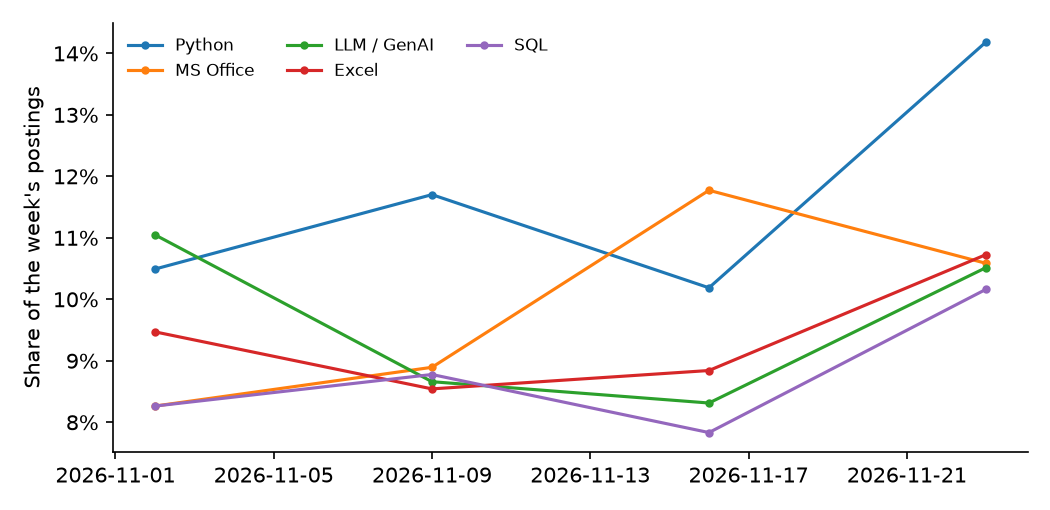 Python
MS Office
LLM / GenAI
Excel
SQL
Share of the week's postings
14%
13%
12%
11%
10%
9%
8%
2026-11-01
2026-11-05
2026-11-09
2026-11-13
2026-11-17
2026-11-21